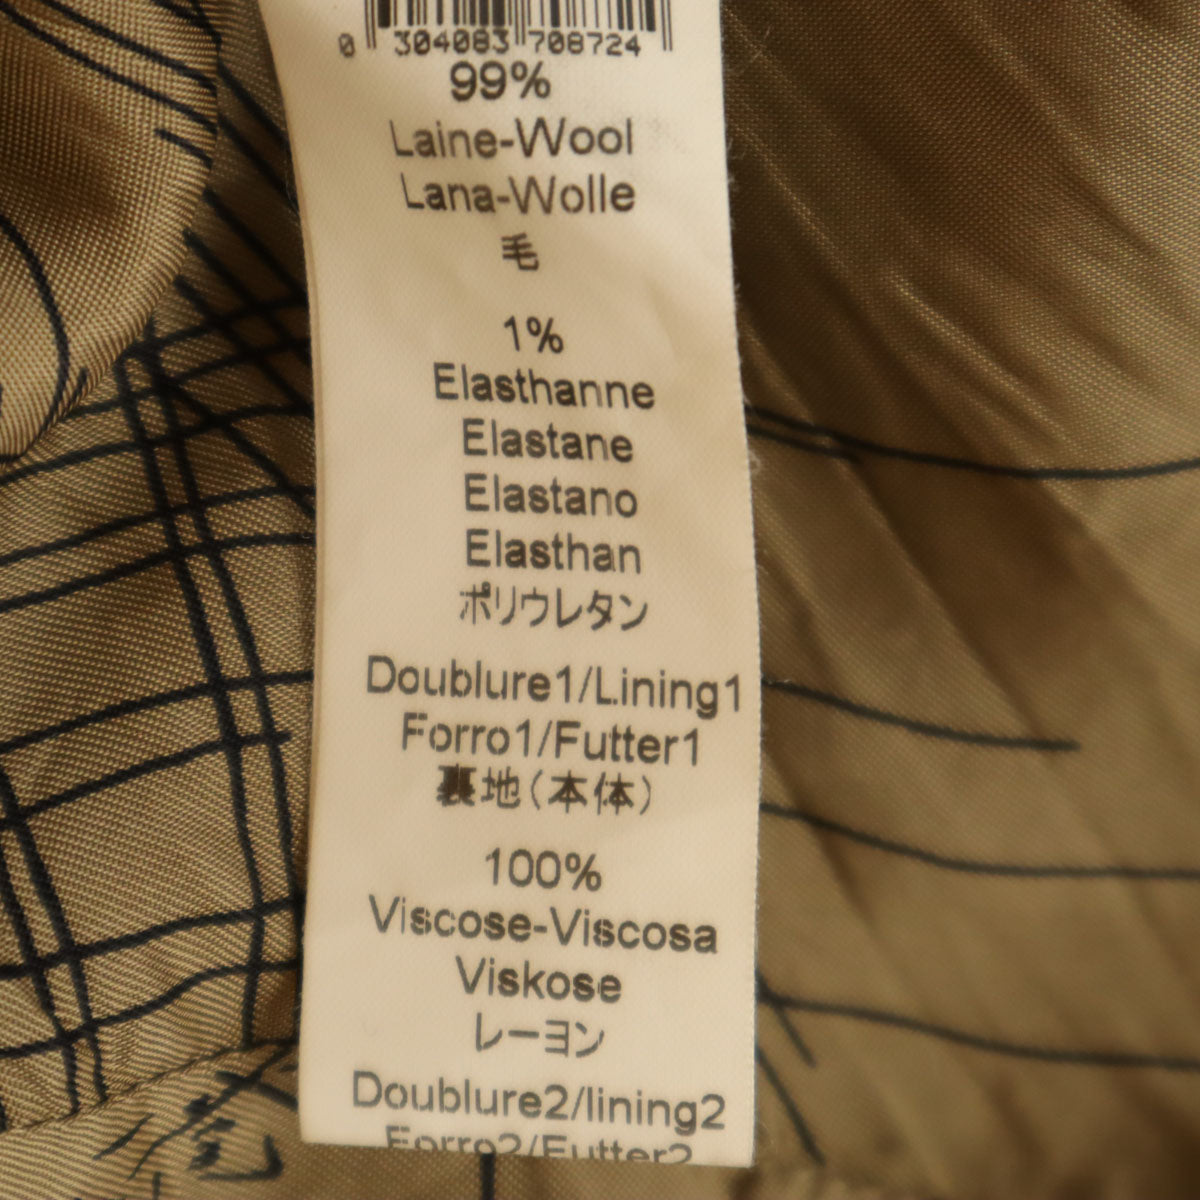 0 304083 708724
99%
Laine-Wool
Lana-Wolle
毛
1%
Elasthanne
Elastane
Elastano
Elasthan
ポリウレタン
Doublure1/Lining1
Forro1/Futter1
裏地(本体)
100%
Viscose-Viscosa
Viskose
レーヨン
Doublure2/lining2
Forro2/Futter2